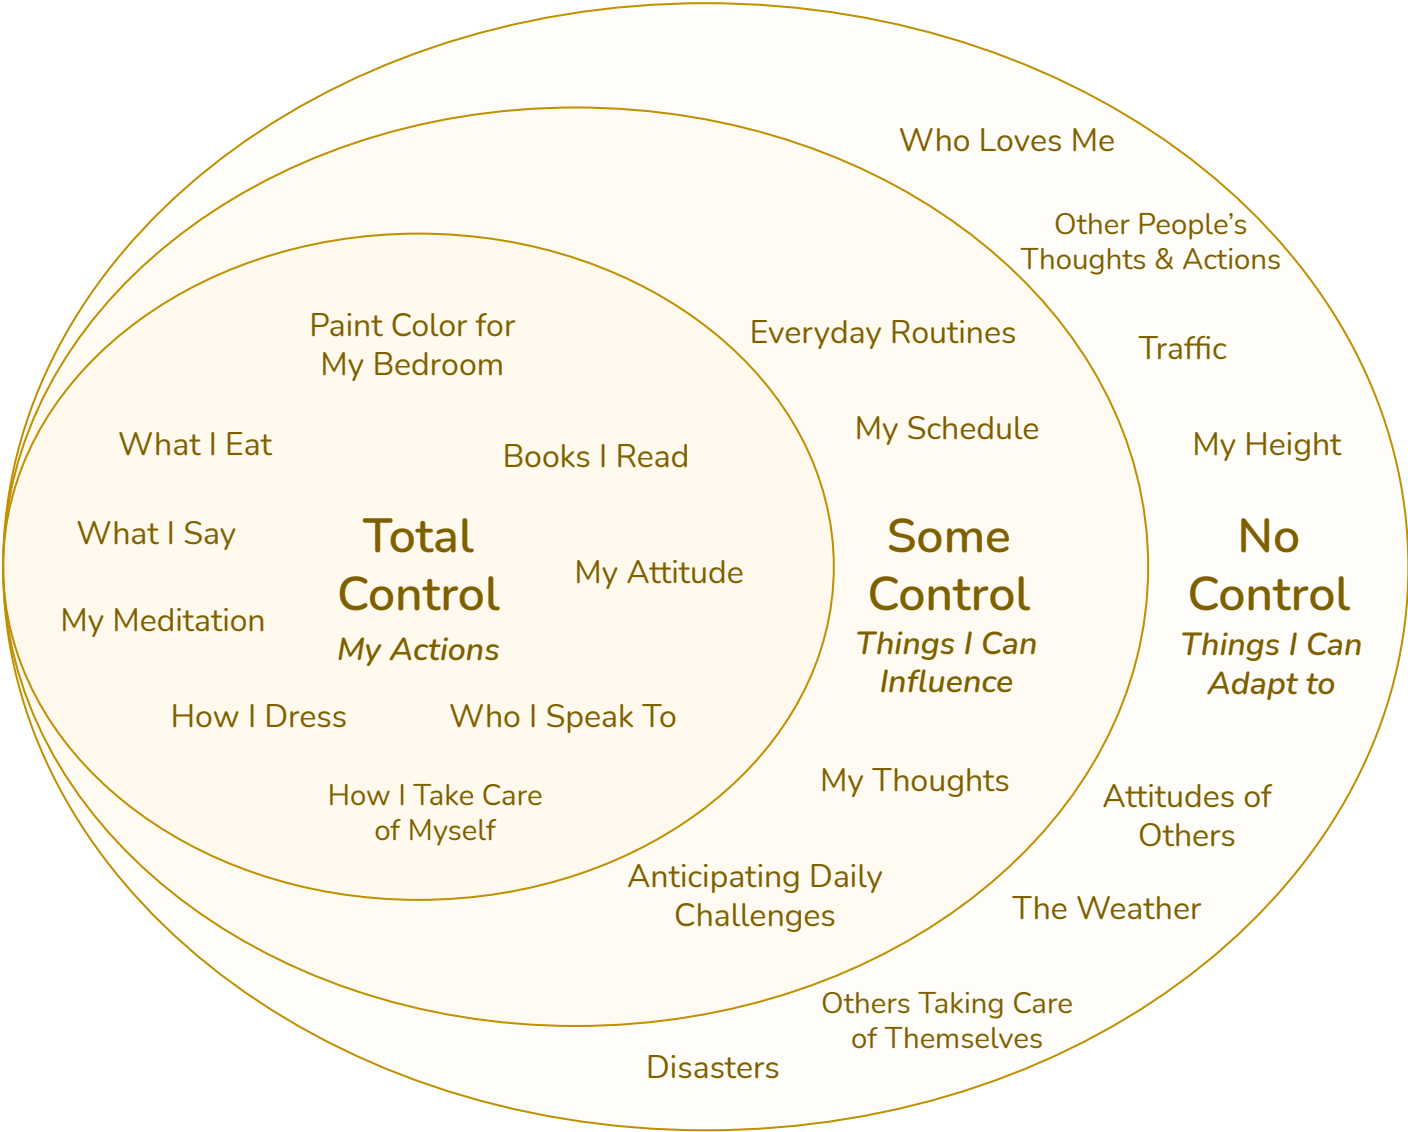 Who Loves Me
Other People’s
Thoughts & Actions
Paint Color for
My Bedroom
Everyday Routines
Traffic
What I Eat
Books I Read
My Schedule
My Height
What I Say
Total
Control
My Actions
My Attitude
Some
Control
Things I Can
Influence
No
Control
Things I Can
Adapt to
My Meditation
How I Dress
Who I Speak To
How I Take Care
of Myself
My Thoughts
Attitudes of
Others
Anticipating Daily
Challenges
The Weather
Others Taking Care
of Themselves
Disasters